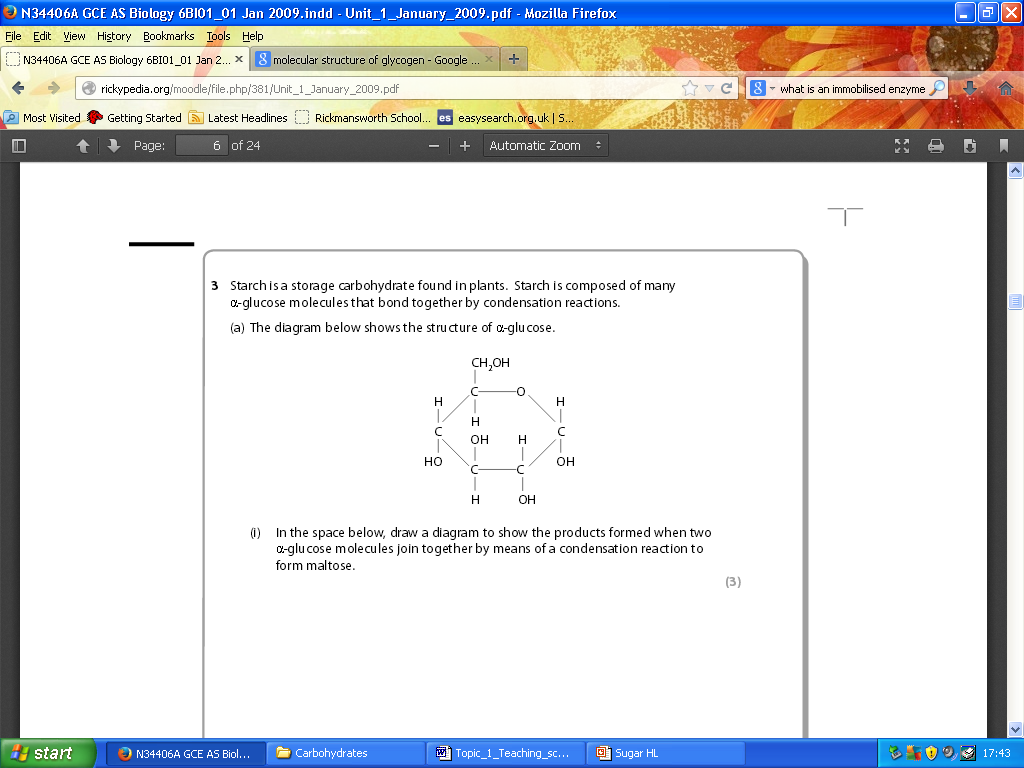 N34406A GCE AS Biology 6BI01_01 Jan 2009.indd - Unit_1_January_2009.pdf - Mozilla Firefox
File Edit View History Bookmarks Tools Help
N34406A GCE AS Biology 6BI01_01 Jan 2... molecular structure of glycogen - Google ...
rickypedia.org/moodle/file.php/381/Unit_1_January_2009.pdf what is an immobilised enzyme
Most Visited Getting Started Latest Headlines Rickmansworth School... es easysearch.org.uk | S...
Page: 6 of 24 Automatic Zoom
3 Starch is a storage carbohydrate found in plants. Starch is composed of many
α-glucose molecules that bond together by condensation reactions.
(a) The diagram below shows the structure of α-glucose.
CH2OH
C O
H H
H
C C
OH H
HO OH
C C
H OH
(i) In the space below, draw a diagram to show the products formed when two
α-glucose molecules join together by means of a condensation reaction to
form maltose.
(3)
start N34406A GCE AS Biol... Carbohydrates Topic_1_Teaching_sc... Sugar HL 17:43